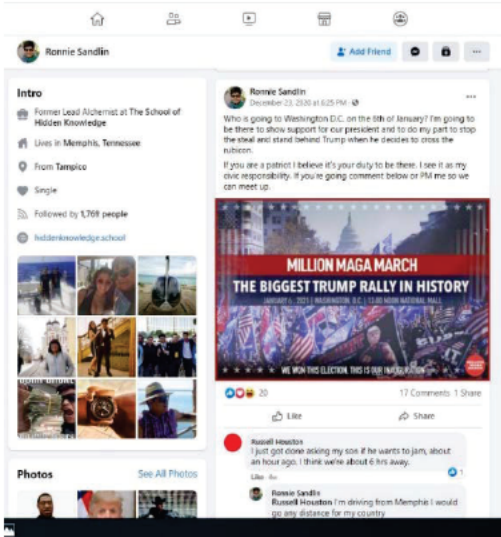 Ronnie Sandlin
Add Friend
Intro
Former Lead Alchemist at The School of
Hidden Knowledge
Lives in Memphis, Tennessee
From Tampico
Single
Followed by 1,769 people
hiddenknowledge.school
Photos
See All Photos
Ronnie Sandlin
December 23, 2020 at 6:25 PM
Who is going to Washington D.C. on the 6th of January? I'm going to
be there to show support for our president and to do my part to stop
the steal and stand behind Trump when he decides to cross the
rubicon.
If you are a patriot I believe it's your duty to be there. I see it as my
civic responsibility. If you're going comment below or PM me so we
can meet up.
MILLION MAGA MARCH
THE BIGGEST TRUMP RALLY IN HISTORY
JANUARY 6, 2021 | WASHINGTON, D.C. | 12:00 NOON NATIONAL MALL
WE WON THIS ELECTION, THIS IS OUR INAUGURATION
20
17 Comments 1 Share
Like
Share
Russell Houston
I just got done asking my son if he wants to jam, about
an hour ago. I think we're about 6 hrs away.
Like
1
Ronnie Sandlin
Russell Houston I'm driving from Memphis I would
go any distance for my country